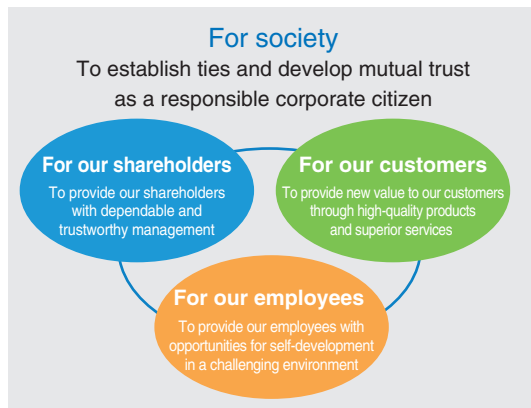 For society
To establish ties and develop mutual trust
as a responsible corporate citizen
For our shareholders
To provide our shareholders
with dependable and
trustworthy management
For our customers
To provide new value to our customers
through high-quality products
and superior services
For our employees
To provide our employees with
opportunities for self-development
in a challenging environment